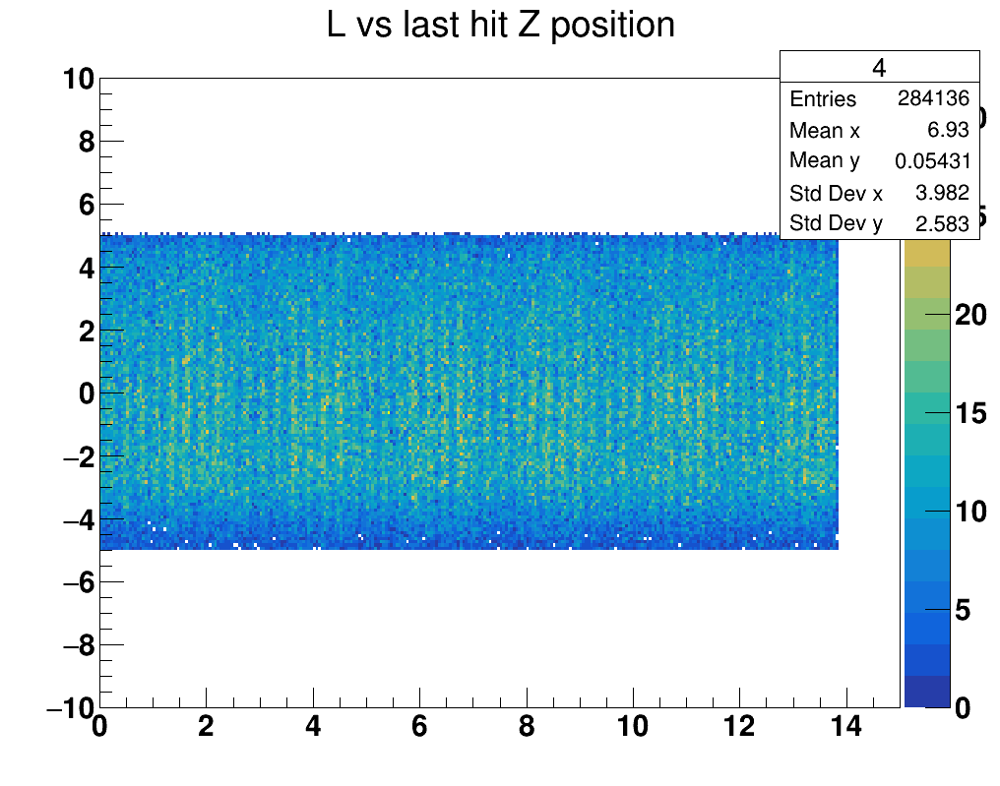 L vs last hit Z position
4
Entries 284136
Mean x 6.93
Mean y 0.05431
Std Dev x 3.982
Std Dev y 2.583
10
8
6
4
2
0
−2
−4
−6
−8
−10
0 2 4 6 8 10 12 14
20
15
10
5
0